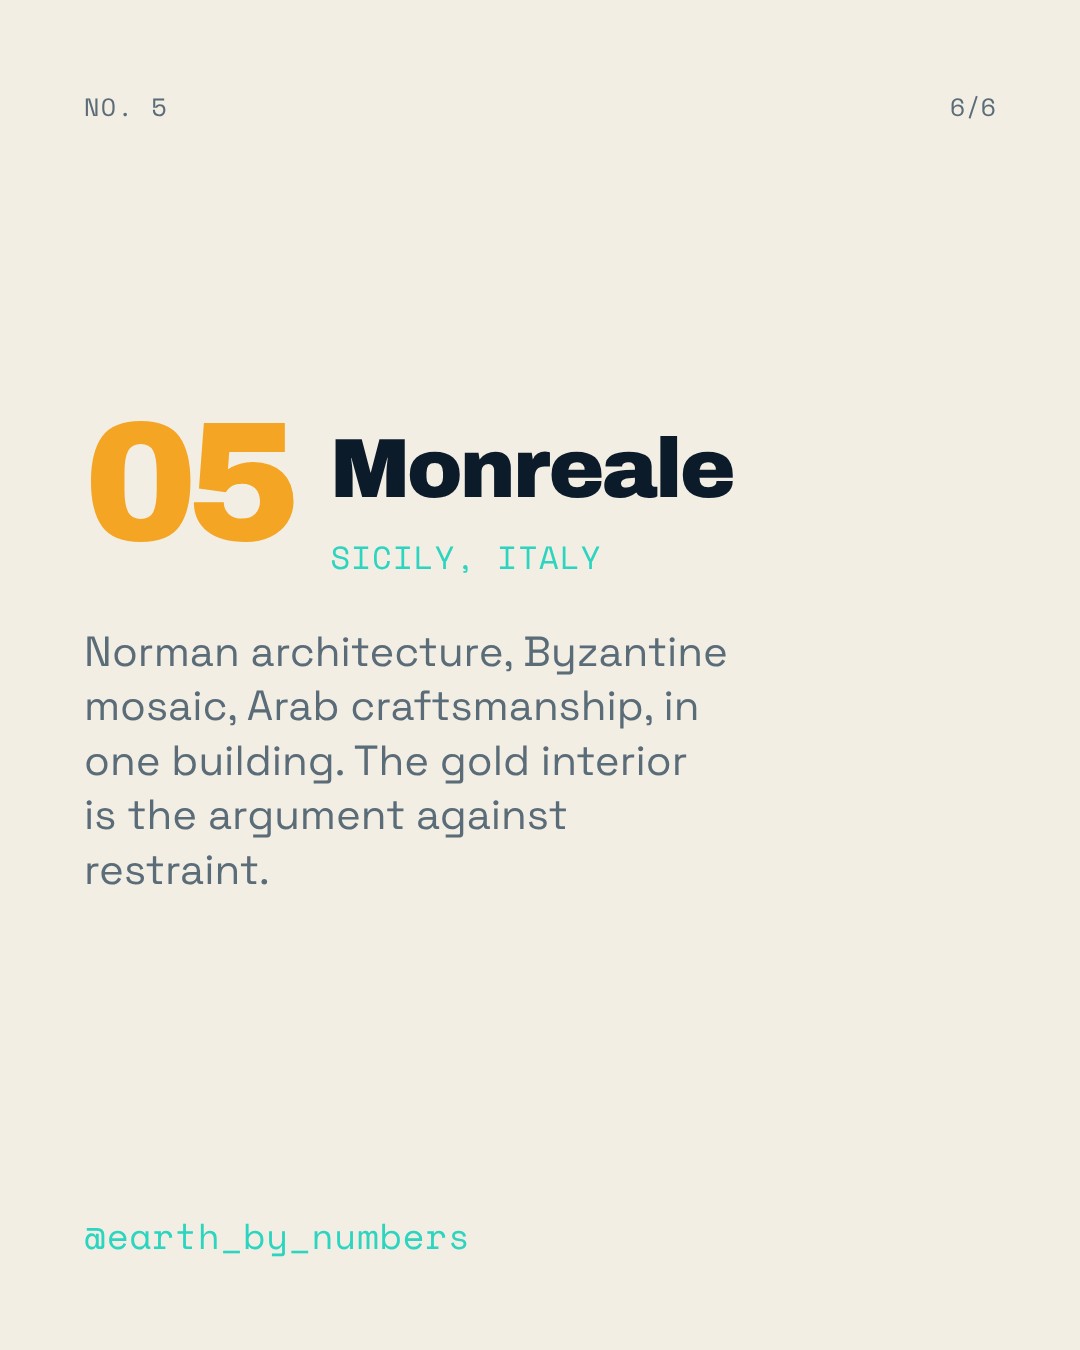 NO. 5
6/6
05
Monreale
SICILY, ITALY
Norman architecture, Byzantine
mosaic, Arab craftsmanship, in
one building. The gold interior
is the argument against
restraint.
@earth_by_numbers